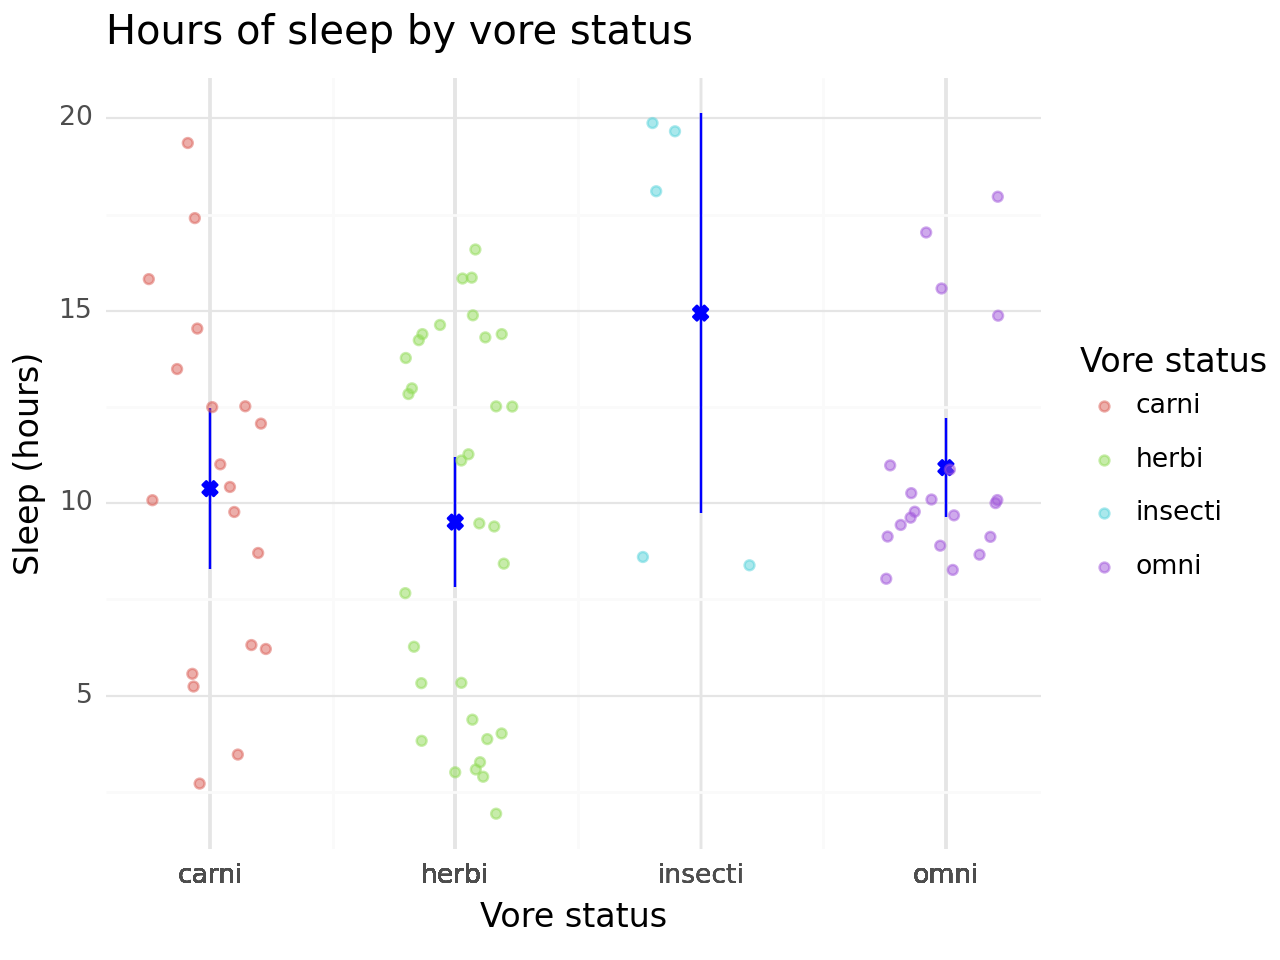 Hours of sleep by vore status
20
15
10
5
Sleep (hours)
carni
herbi
insecti
omni
Vore status
Vore status
carni
herbi
insecti
omni